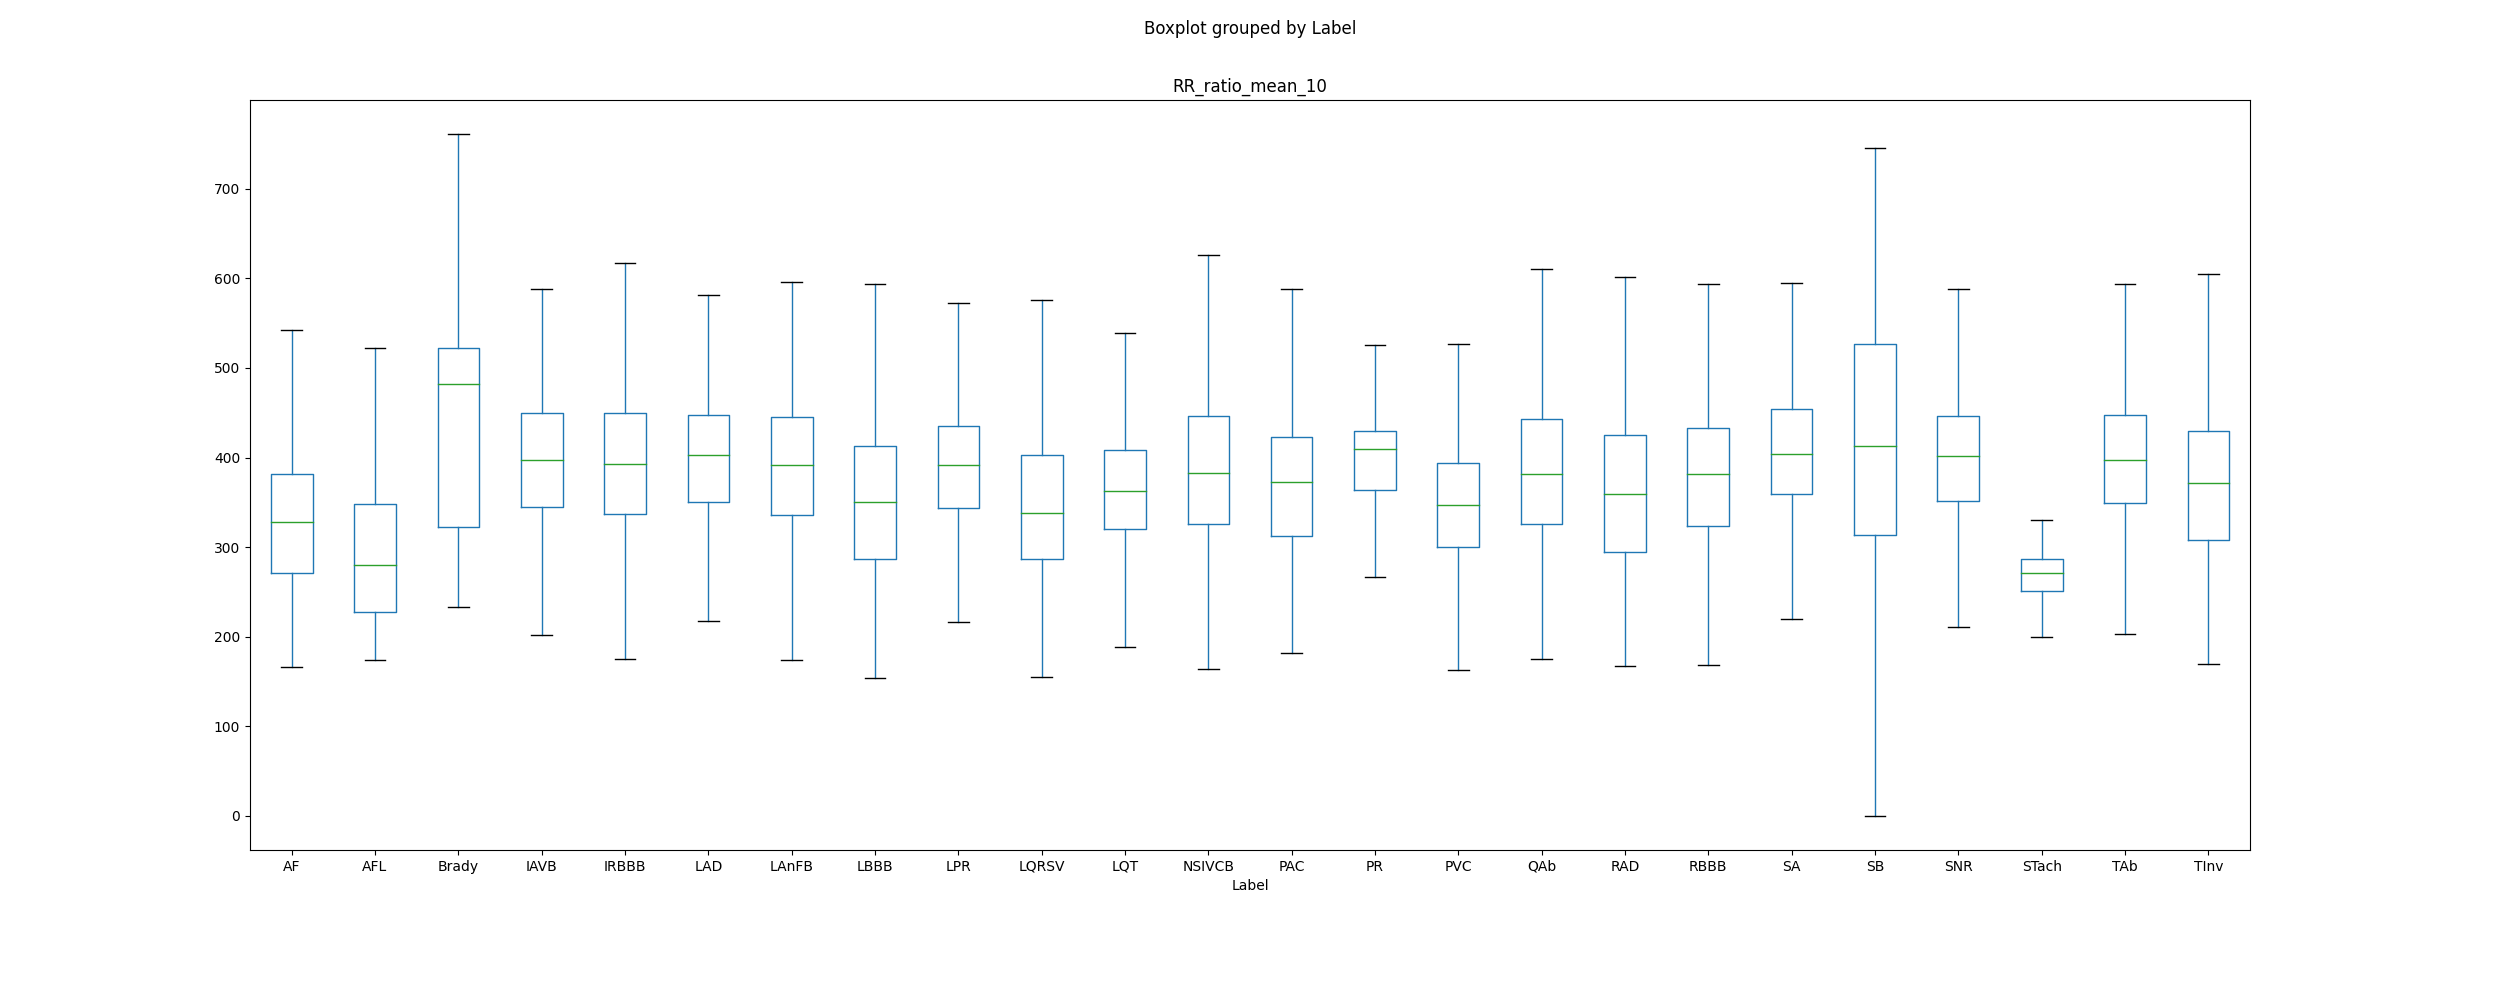 Boxplot grouped by Label
RR_ratio_mean_10
700
600
500
400
300
200
100
0
AF AFL Brady IAVB IRBBB LAD LAnFB LBBB LPR LQRSV LQT NSIVCB PAC PR PVC QAb RAD RBBB SA SB SNR STach TAb TInv
Label